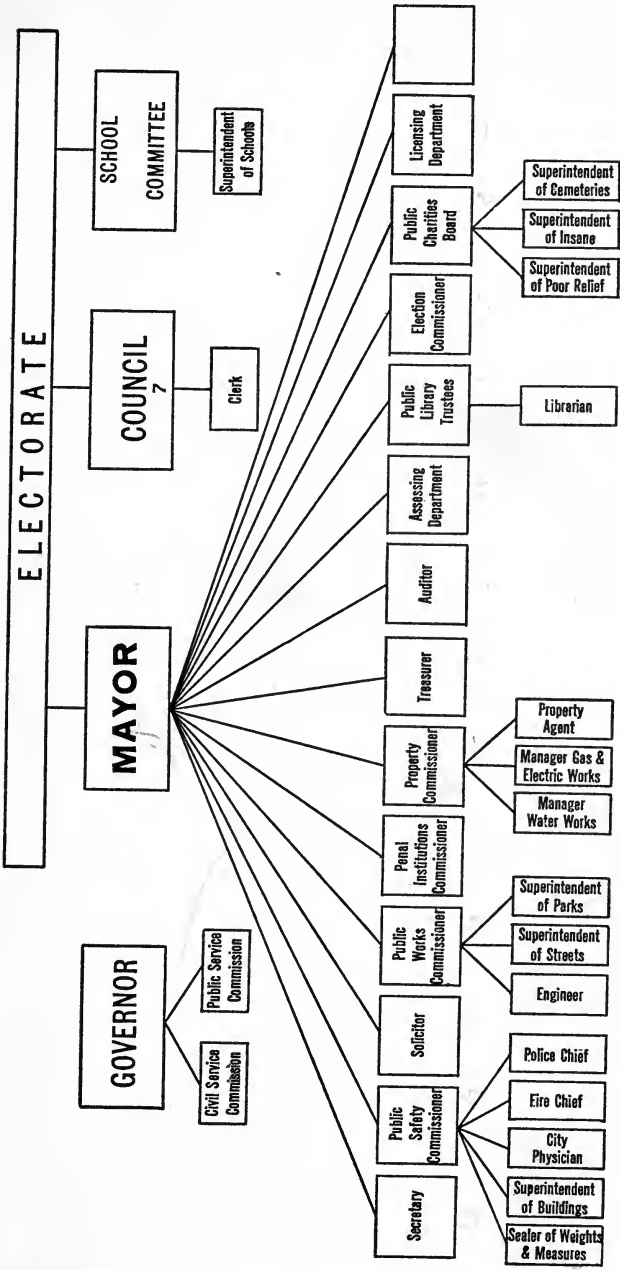 ELECTORATE
GOVERNOR
Civil Service
Commission
Public Service
Commission
MAYOR
COUNCIL
7
Clerk
SCHOOL
COMMITTEE
Superintendent
of Schools
Secretary
Public
Safety
Commissioner
Solicitor
Public
Works
Commissioner
Penal
Institutions
Commissioner
Property
Commissioner
Treasurer
Auditor
Assessing
Department
Public
Library
Trustees
Election
Commissioner
Public
Charities
Board
Licensing
Department
Sealer of Weights
& Measures
Superintendent
of Buildings
City
Physician
Fire Chief
Police Chief
Engineer
Superintendent
of Streets
Superintendent
of Parks
Manager
Water Works
Manager Gas &
Electric Works
Property
Agent
Librarian
Superintendent
of Poor Relief
Superintendent
of Insane
Superintendent
of Cemeteries